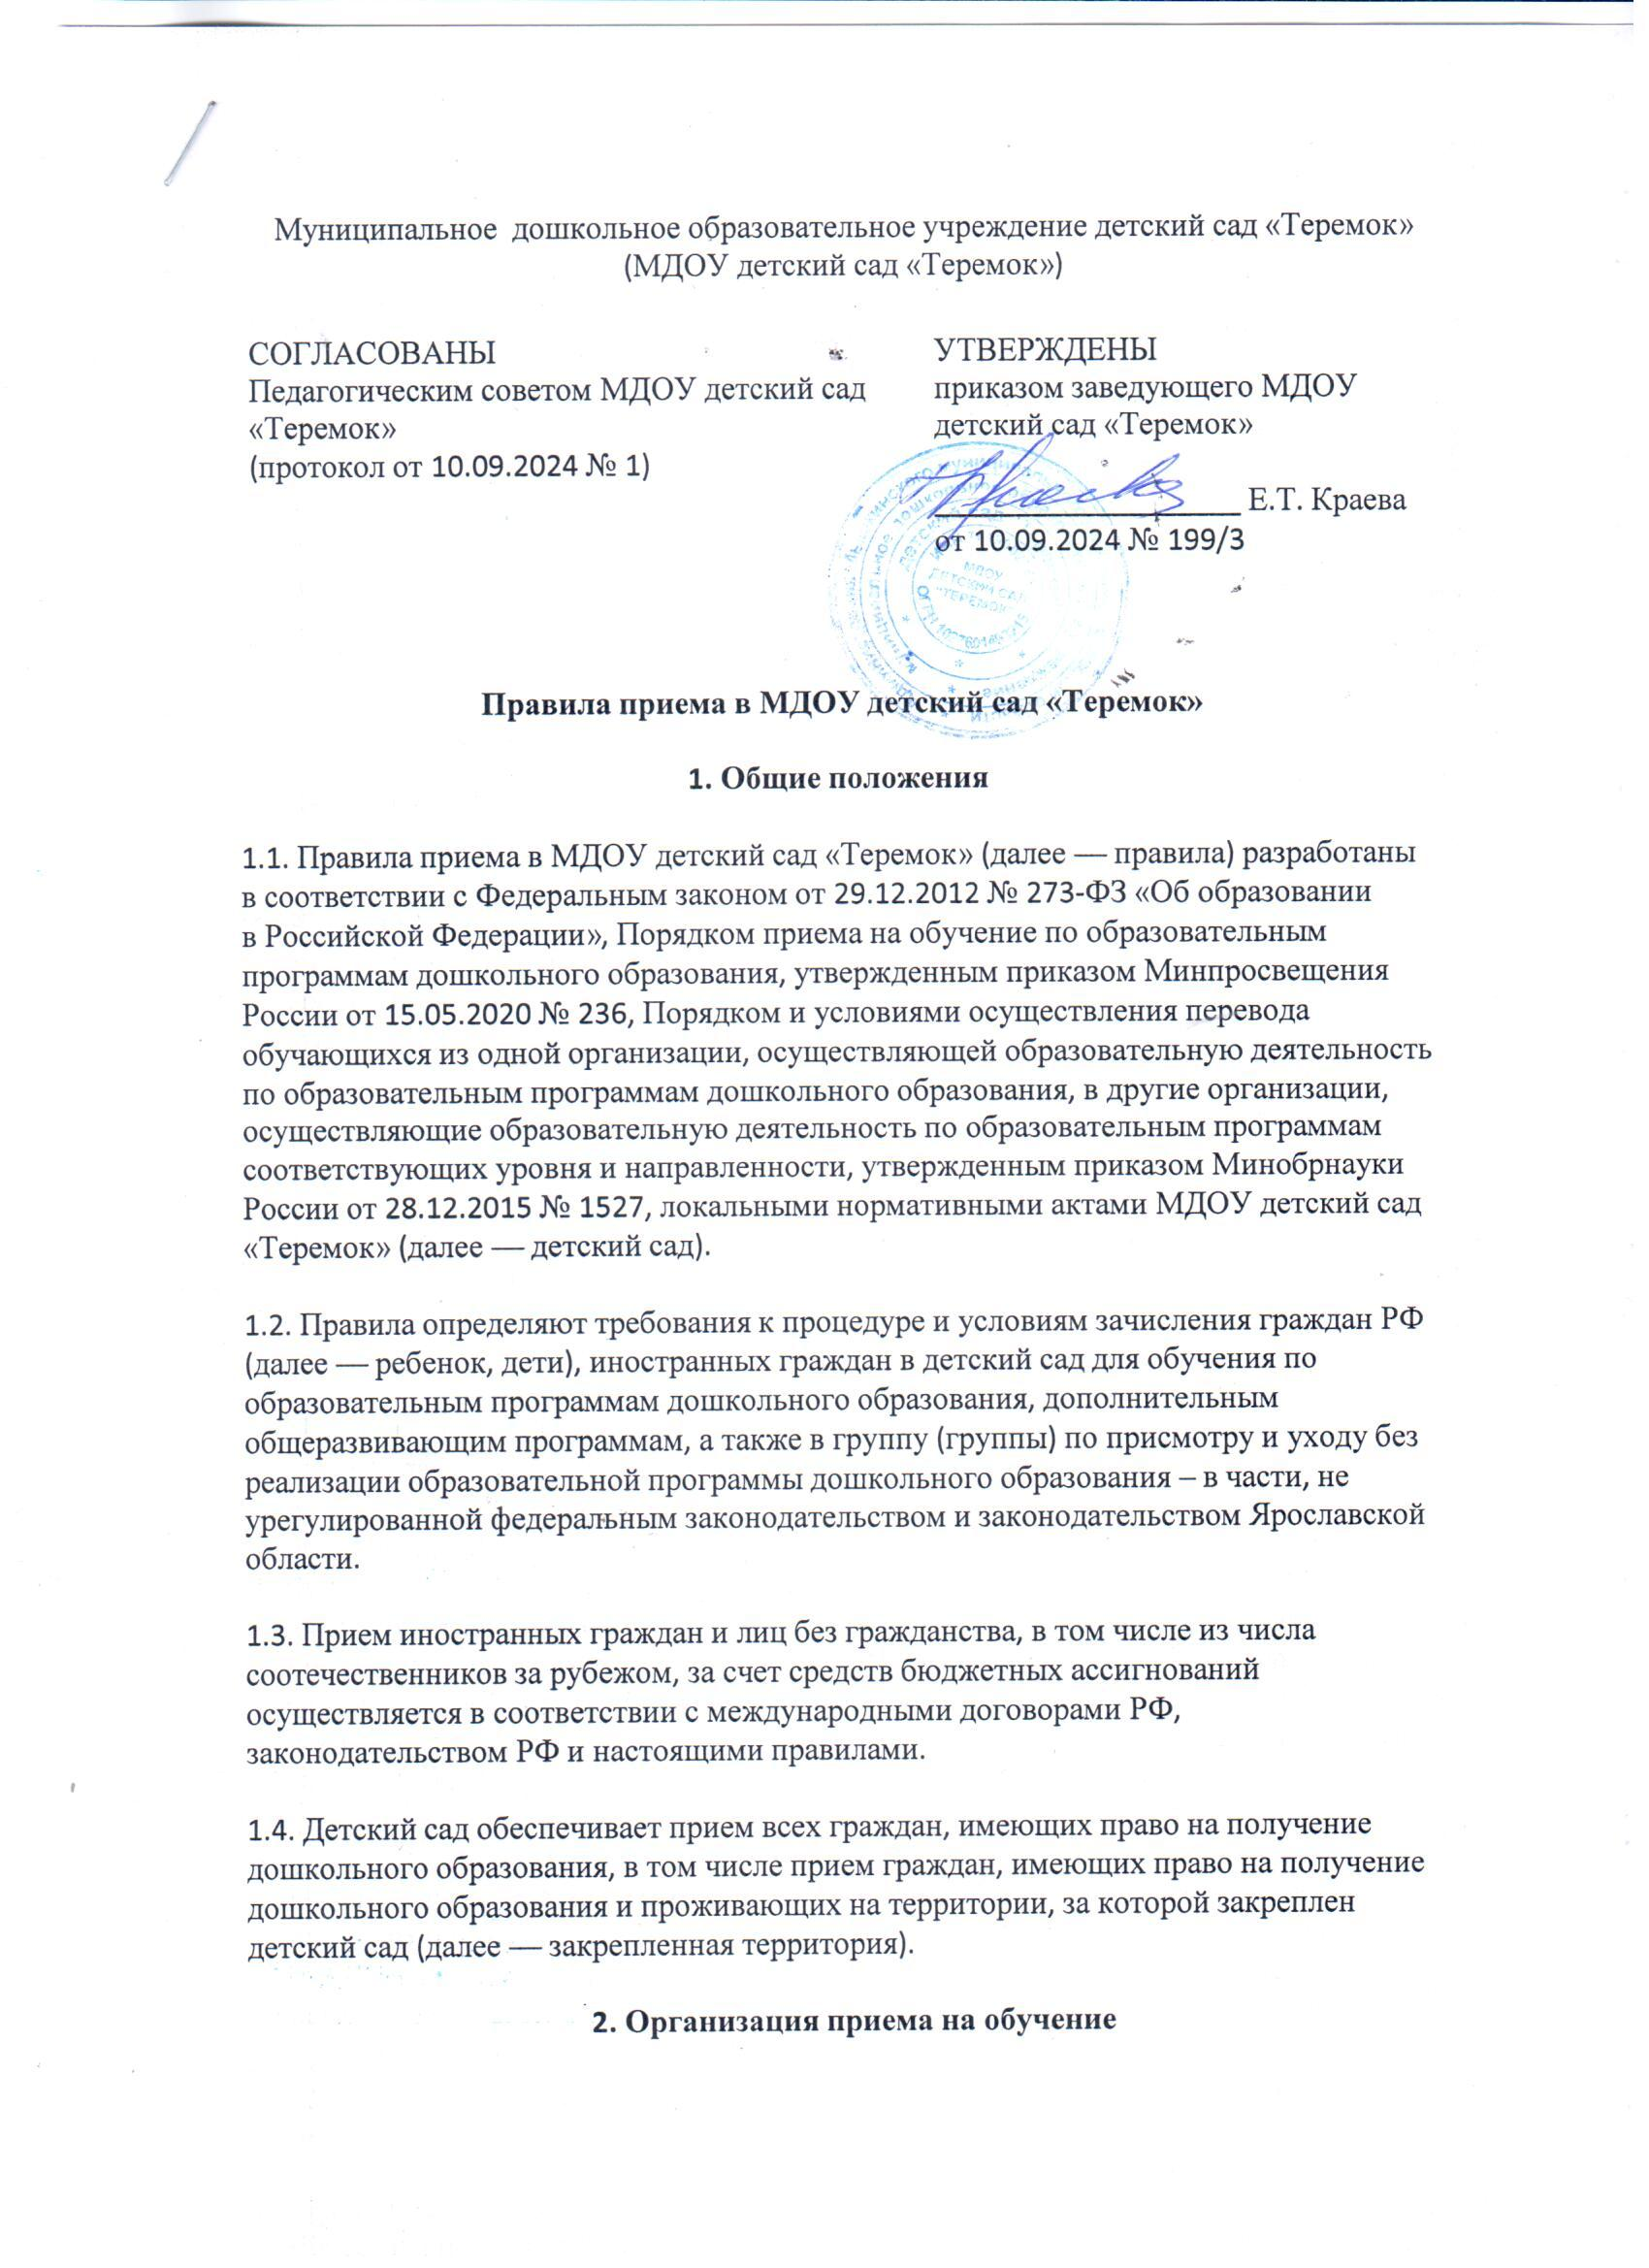 Муниципальное дошкольное образовательное учреждение детский сад «Теремок»
(МДОУ детский сад «Теремок»)
СОГЛАСОВАНЫ
Педагогическим советом МДОУ детский сад
«Теремок»
(протокол от 10.09.2024 № 1)
УТВЕРЖДЕНЫ
приказом заведующего МДОУ
детский сад «Теремок»
Е.Т. Краева
от 10.09.2024 № 199/3
МДОУ
ДЕТСКИЙ САД
"ТЕРЕМОК"
Правила приема в МДОУ детский сад «Теремок»
1. Общие положения
1.1. Правила приема в МДОУ детский сад «Теремок» (далее — правила) разработаны
в соответствии с Федеральным законом от 29.12.2012 № 273-ФЗ «Об образовании
в Российской Федерации», Порядком приема на обучение по образовательным
программам дошкольного образования, утвержденным приказом Минпросвещения
России от 15.05.2020 № 236, Порядком и условиями осуществления перевода
обучающихся из одной организации, осуществляющей образовательную деятельность
по образовательным программам дошкольного образования, в другие организации,
осуществляющие образовательную деятельность по образовательным программам
соответствующих уровня и направленности, утвержденным приказом Минобрнауки
России от 28.12.2015 № 1527, локальными нормативными актами МДОУ детский сад
«Теремок» (далее — детский сад).
1.2. Правила определяют требования к процедуре и условиям зачисления граждан РФ
(далее — ребенок, дети), иностранных граждан в детский сад для обучения по
образовательным программам дошкольного образования, дополнительным
общеразвивающим программам, а также в группу (группы) по присмотру и уходу без
реализации образовательной программы дошкольного образования – в части, не
урегулированной федеральным законодательством и законодательством Ярославской
области.
1.3. Прием иностранных граждан и лиц без гражданства, в том числе из числа
соотечественников за рубежом, за счет средств бюджетных ассигнований
осуществляется в соответствии с международными договорами РФ,
законодательством РФ и настоящими правилами.
1.4. Детский сад обеспечивает прием всех граждан, имеющих право на получение
дошкольного образования, в том числе прием граждан, имеющих право на получение
дошкольного образования и проживающих на территории, за которой закреплен
детский сад (далее — закрепленная территория).
2. Организация приема на обучение